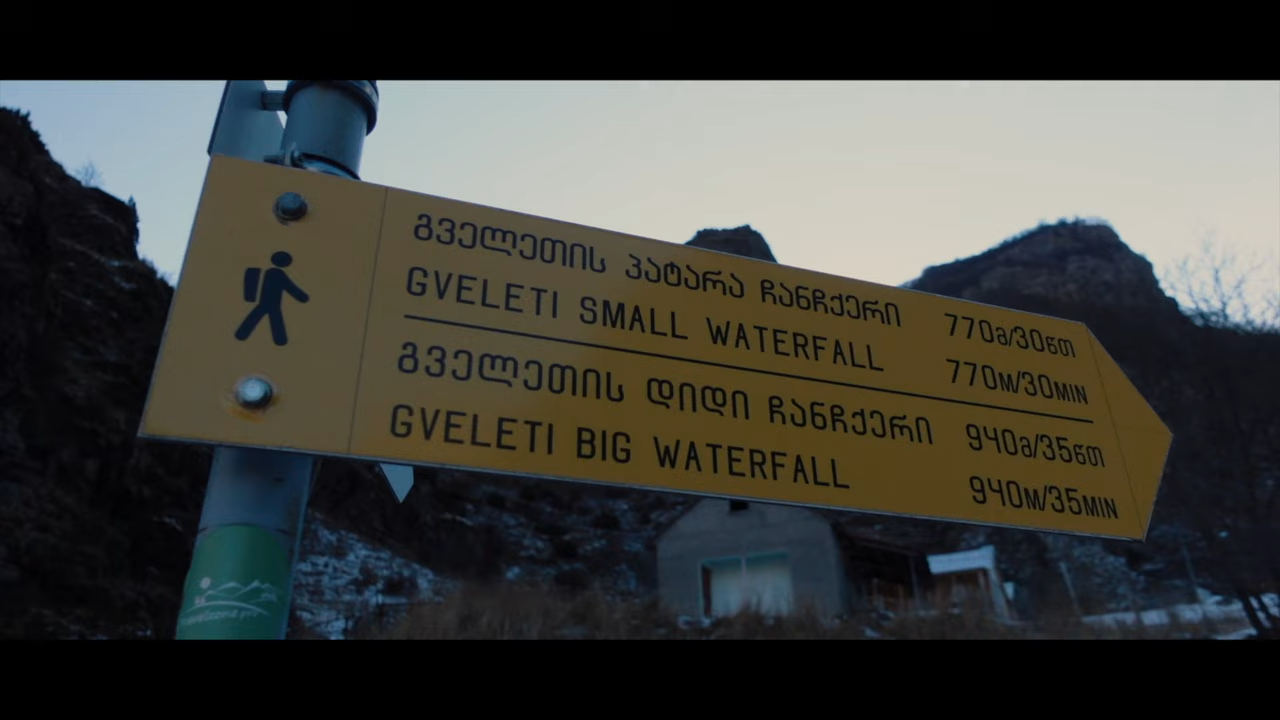 გველეთის პატარა ჩანჩქერი 770მ/30წთ
GVELETI SMALL WATERFALL 770M/30MIN
გველეთის დიდი ჩანჩქერი 940მ/35წთ
GVELETI BIG WATERFALL 940M/35MIN